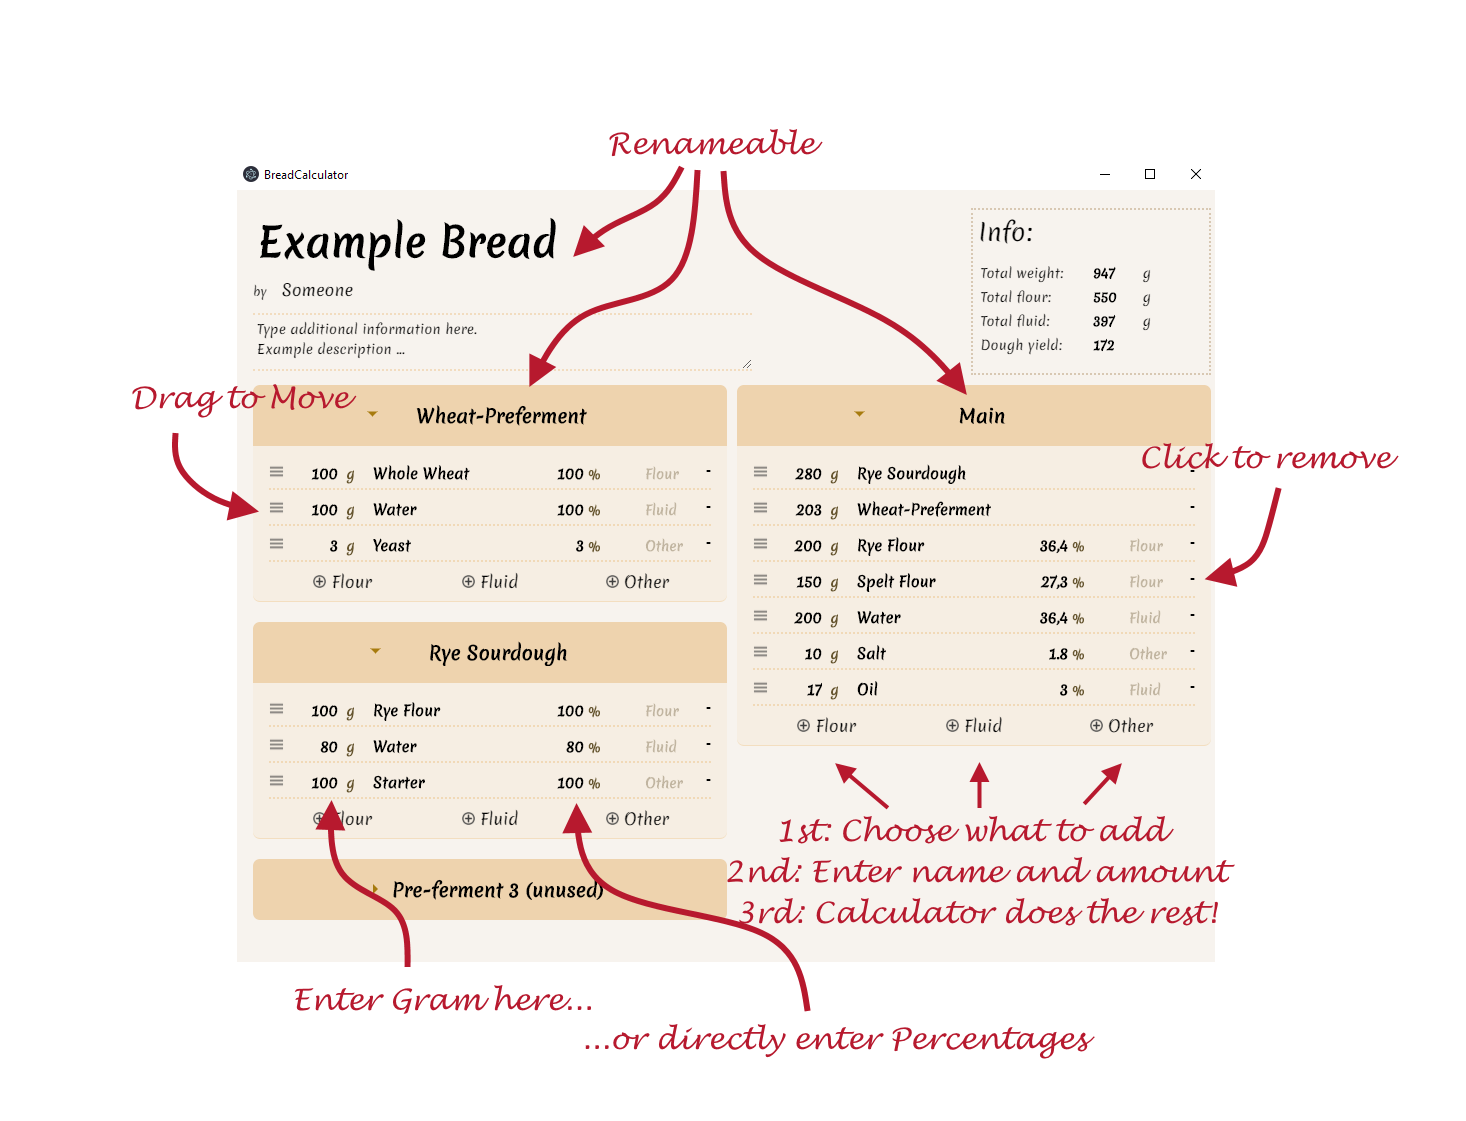 Renameable
BreadCalculator
Example Bread
by Someone
Type additional information here.
Example description ...
Info:
Total weight: 947 g
Total flour: 550 g
Total fluid: 397 g
Dough yield: 172
Drag to Move
Wheat-Preferment
100 g Whole Wheat 100 % Flour -
100 g Water 100 % Fluid -
3 g Yeast 3 % Other -
Flour Fluid Other
Rye Sourdough
100 g Rye Flour 100 % Flour -
80 g Water 80 % Fluid -
100 g Starter 100 % Other -
Flour Fluid Other
Pre-ferment 3 (unused)
Main
Click to remove
280 g Rye Sourdough -
203 g Wheat-Preferment -
200 g Rye Flour 36,4 % Flour -
150 g Spelt Flour 27,3 % Flour -
200 g Water 36,4 % Fluid -
10 g Salt 1.8 % Other -
17 g Oil 3 % Fluid -
Flour Fluid Other
1st: Choose what to add
2nd: Enter name and amount
3rd: Calculator does the rest!
Enter Gram here...
...or directly enter Percentages